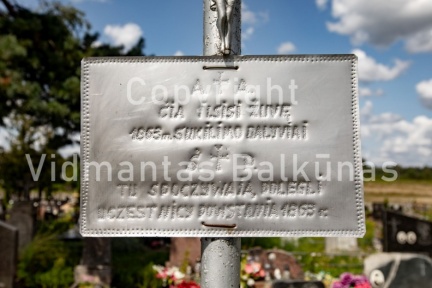 A † A
ČIA ILSISI ŽUVĘ
1863 m. SUKILIMO DALYVIAI
A † A
TU SPOCZYWAJĄ POLEGLI
UCZESTNICY POWSTANIA 1863 r.
Copyright
Vidmantas Balkūnas